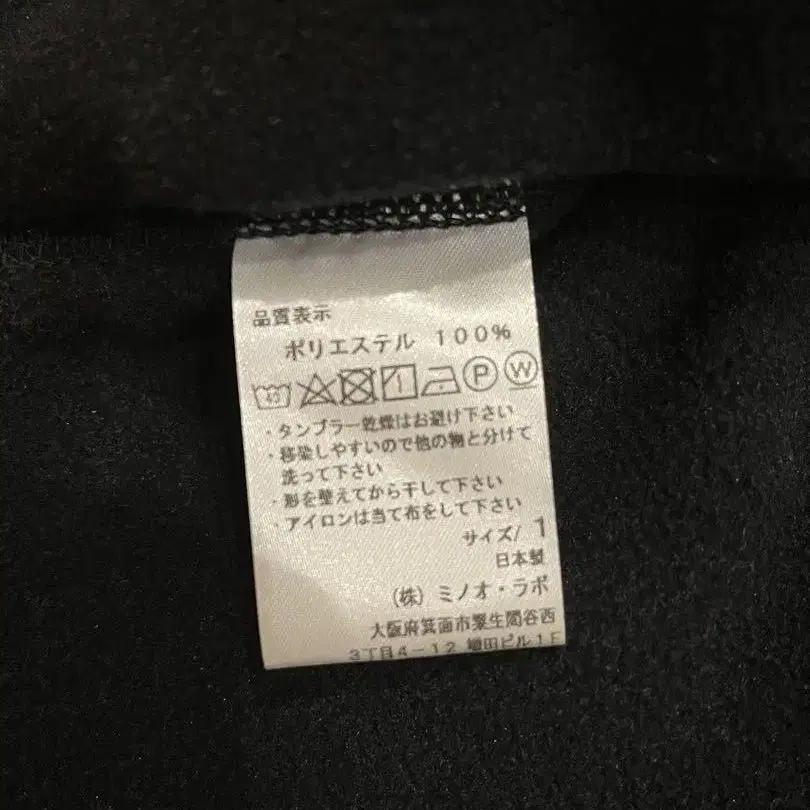 品質表示
ポリエステル 100%
P W
・タンブラー乾燥はお避け下さい
・移染しやすいので他の物と分けて
洗って下さい
・形を整えてから干して下さい
・アイロンは当て布をして下さい
サイズ/ 1
日本製
(株) ミノオ・ラボ
大阪府箕面市粟生間谷西
3丁目4-12 増田ビル1F